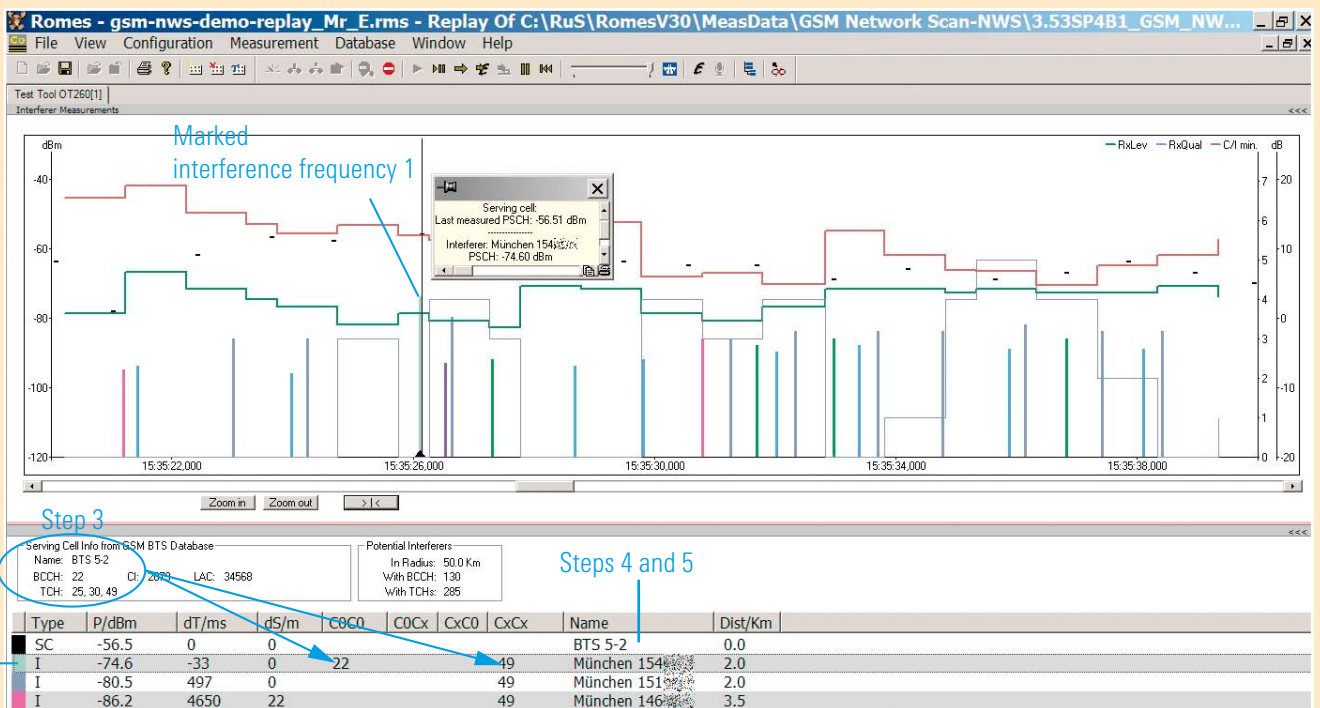 Romes - gsm-nws-demo-replay_Mr_E.rms - Replay Of C:\RuS\RomesV30\MeasData\GSM Network Scan-NWS\3.53SP4B1_GSM_NW...
File View Configuration Measurement Database Window Help
Test Tool OT260[1]
Interferer Measurements <<<
Marked
interference frequency 1
dBm
RxLev RxQual C/I min. dB
-40
-60
-80
-100
-120
7
6
5
4
3
2
1
0
20
10
0
-10
-20
Serving cell:
Last measured PSCH: -56.51 dBm
----------------
Interferer: München 154
PSCH: -74.60 dBm
15:35:22,000 15:35:26,000 15:35:30,000 15:35:34,000 15:35:38,000
Zoom in Zoom out > | <
Step 3
<<<
Serving Cell Info from GSM BTS Database
Name: BTS 5-2
BCCH: 22 CI: LAC: 34568
TCH: 25, 30, 49
Potential Interferers
In Radius: 50.0 Km
With BCCH: 130
With TCHs: 285
Steps 4 and 5
Type P/dBm dT/ms dS/m C0C0 C0Cx CxC0 CxCx Name Dist/Km
SC -56.5 0 0 BTS 5-2 0.0
I -74.6 -33 0 22 49 München 154 2.0
I -80.5 497 0 49 München 151 2.0
I -86.2 4650 22 49 München 146 3.5